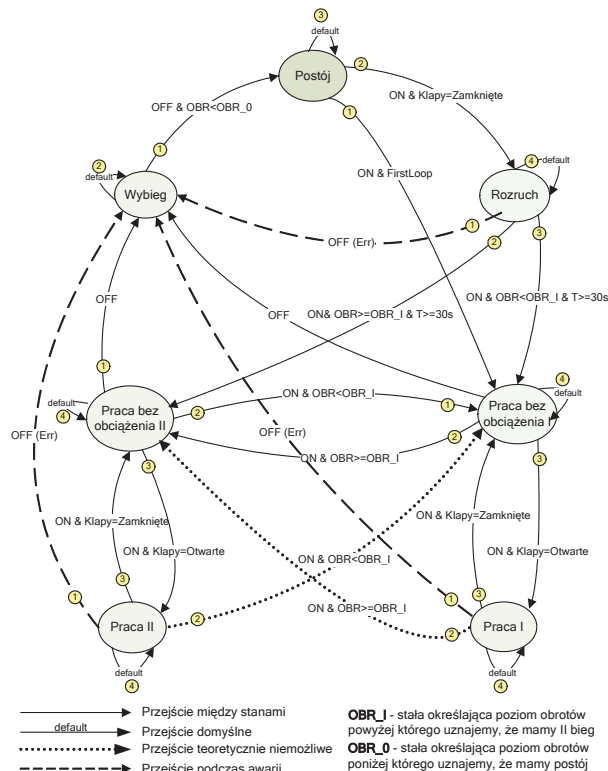 3
default
Postój
2
ON & Klapy=Zamknięte
1
OFF & OBR<OBR_0
1
ON & FirstLoop
2
default
Wybieg
4
default
Rozruch
1
OFF (Err)
2
3
OFF
OFF
ON& OBR>=OBR_I & T>=30s
ON & OBR<OBR_I & T>=30s
1
default
4
Praca bez
obciążenia II
2
ON & OBR<OBR_I
1
4
default
Praca bez
obciążenia I
2
OFF (Err)
OFF (Err)
ON & OBR>=OBR_I
3
3
ON & Klapy=Zamknięte
ON & Klapy=Zamknięte
ON & Klapy=Otwarte
ON & Klapy=Otwarte
ON & OBR<OBR_I
3
3
1
1
ON & OBR>=OBR_I
Praca II
2
2
Praca I
default
4
default
4
Przejście między stanami
default
Przejście domyślne
Przejście teoretycznie niemożliwe
Przejście podczas awarii
OBR_I - stała określająca poziom obrotów
powyżej którego uznajemy, że mamy II bieg
OBR_0 - stała określająca poziom obrotów
poniżej którego uznajemy, że mamy postój